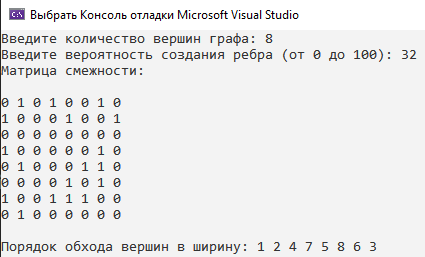 Выбрать Консоль отладки Microsoft Visual Studio
Введите количество вершин графа: 8
Введите вероятность создания ребра (от 0 до 100): 32
Матрица смежности:
0 1 0 1 0 0 1 0
1 0 0 0 1 0 0 1
0 0 0 0 0 0 0 0
1 0 0 0 0 0 1 0
0 1 0 0 0 1 1 0
0 0 0 0 1 0 1 0
1 0 0 1 1 1 0 0
0 1 0 0 0 0 0 0
Порядок обхода вершин в ширину: 1 2 4 7 5 8 6 3